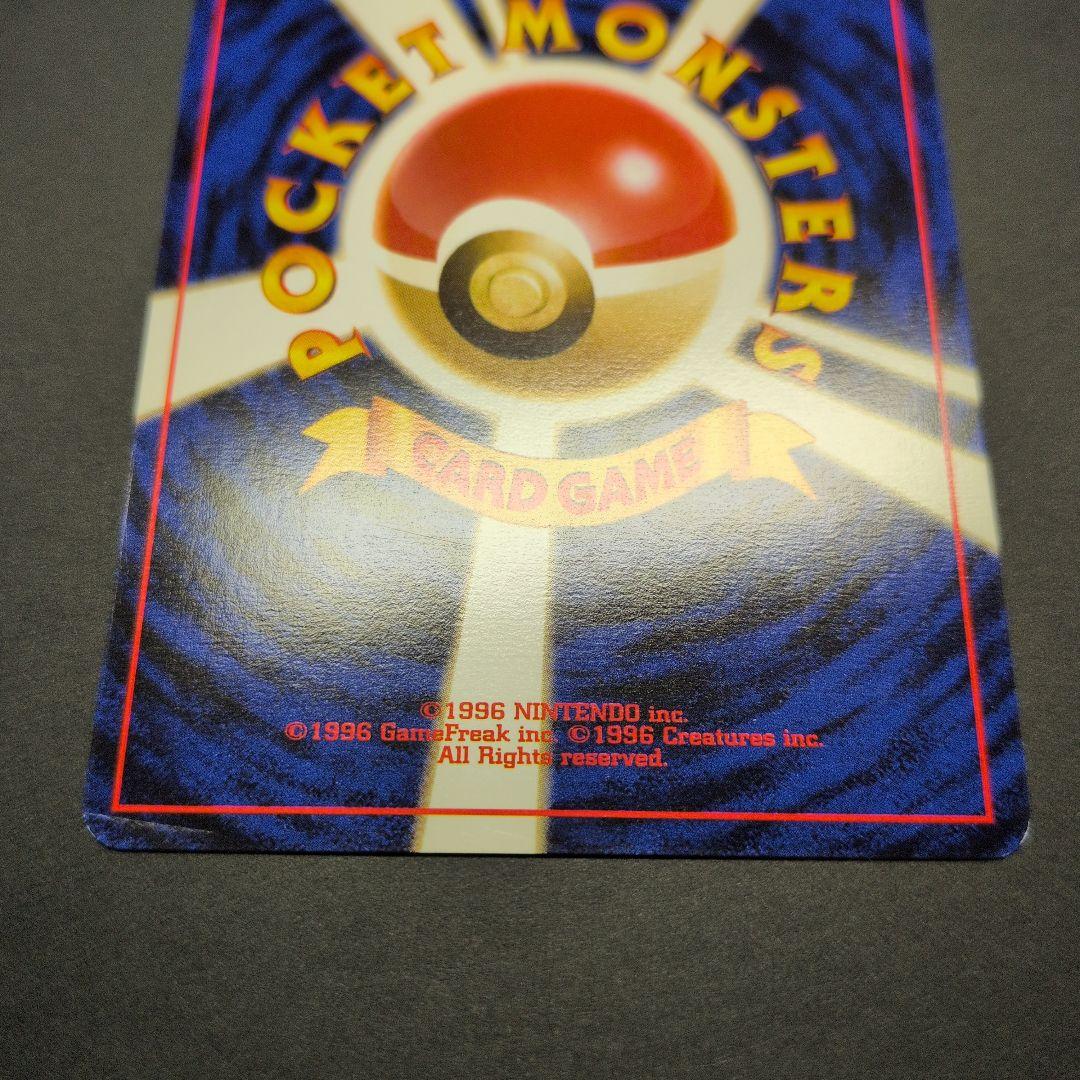 POCKET MONSTERS
CARD GAME
©1996 NINTENDO inc.
©1996 GameFreak inc. ©1996 Creatures inc.
All Rights reserved.